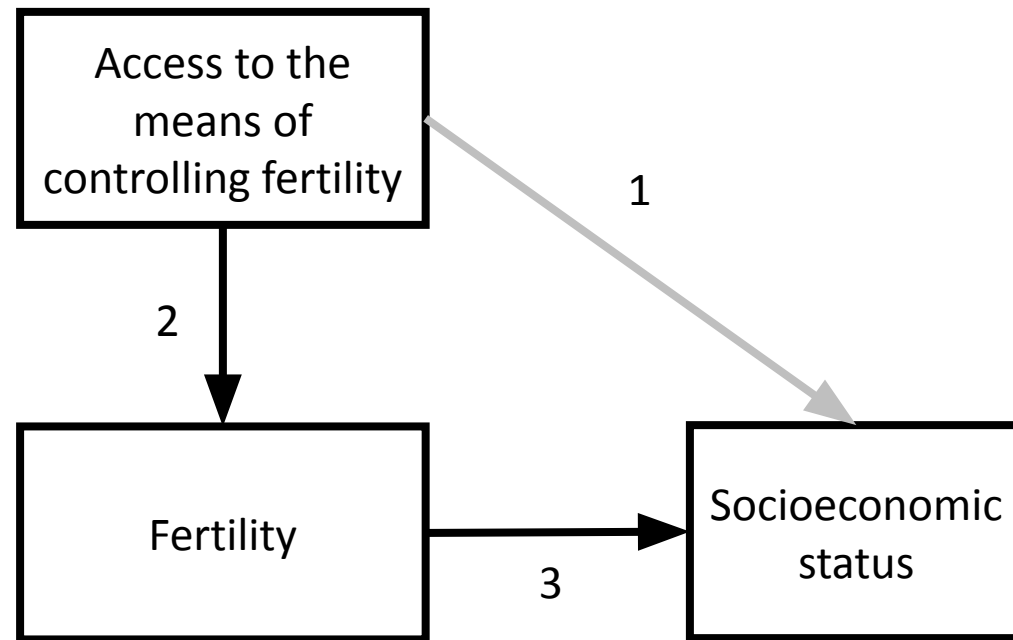 Access to the
means of
controlling fertility
1
2
Fertility
3
Socioeconomic
status